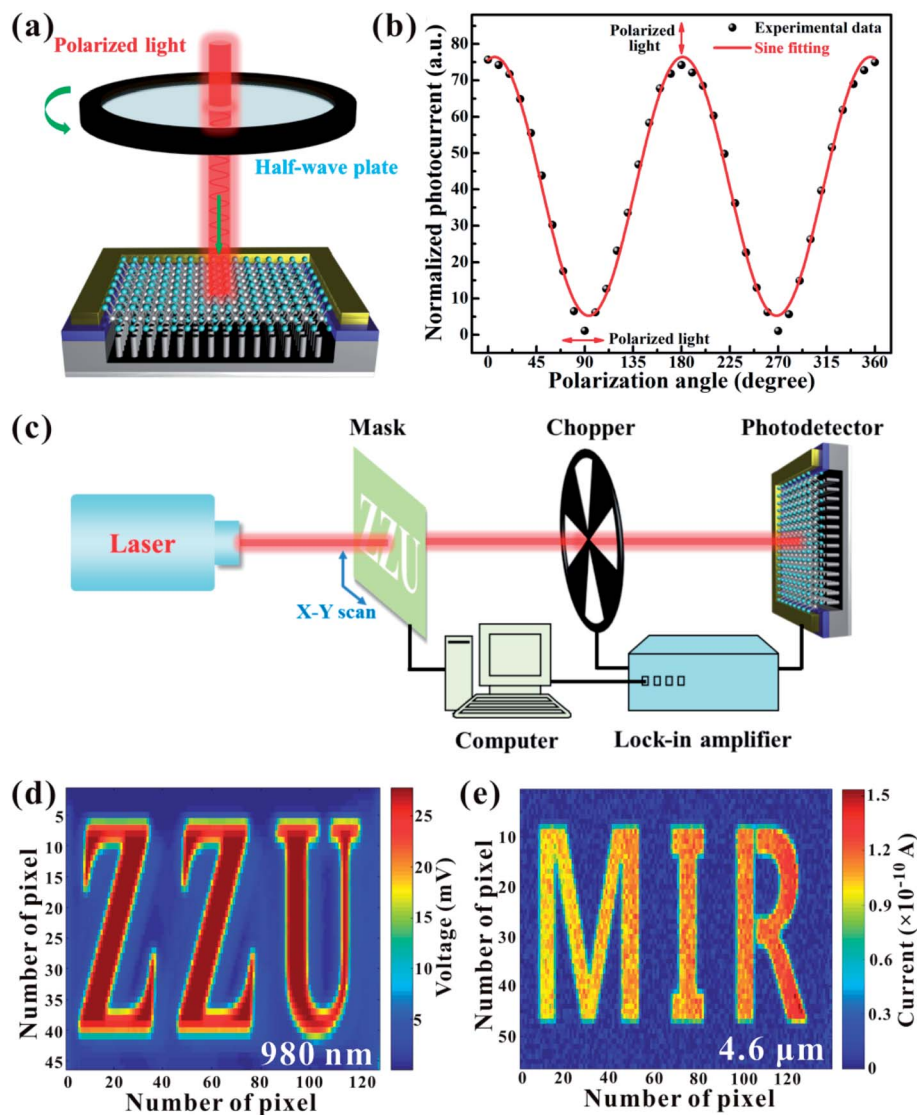 (a)
Polarized light
Half-wave plate
(b)
Normalized photocurrent (a.u.)
80
70
60
50
40
30
20
10
0
Polarized
light
Experimental data
Sine fitting
Polarized light
0 45 90 135 180 225 270 315 360
Polarization angle (degree)
(c)
Mask
Chopper
Photodetector
Laser
ZZU
X-Y scan
Computer
Lock-in amplifier
(d)
Number of pixel
5
10
15
20
25
30
35
40
45
ZZU
980 nm
0 20 40 60 80 100 120
Number of pixel
25
20
15
10
5
Voltage (mV)
(e)
Number of pixel
10
20
30
40
50
MIR
4.6 μm
0 20 40 60 80 100 120
Number of pixel
1.5
1.2
0.9
0.6
0.3
0
Current (×10⁻¹⁰ A)